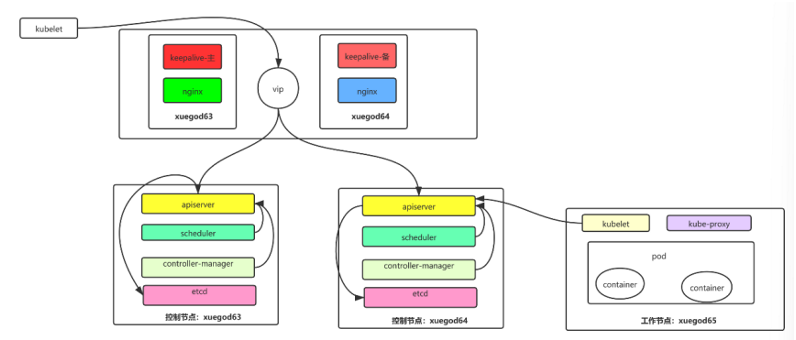 kubelet
keepalive-主
nginx
xuegod63
vip
keepalive-备
nginx
xuegod64
apiserver
scheduler
controller-manager
etcd
控制节点：xuegod63
apiserver
scheduler
controller-manager
etcd
控制节点：xuegod64
kubelet
kube-proxy
pod
container
container
工作节点：xuegod65